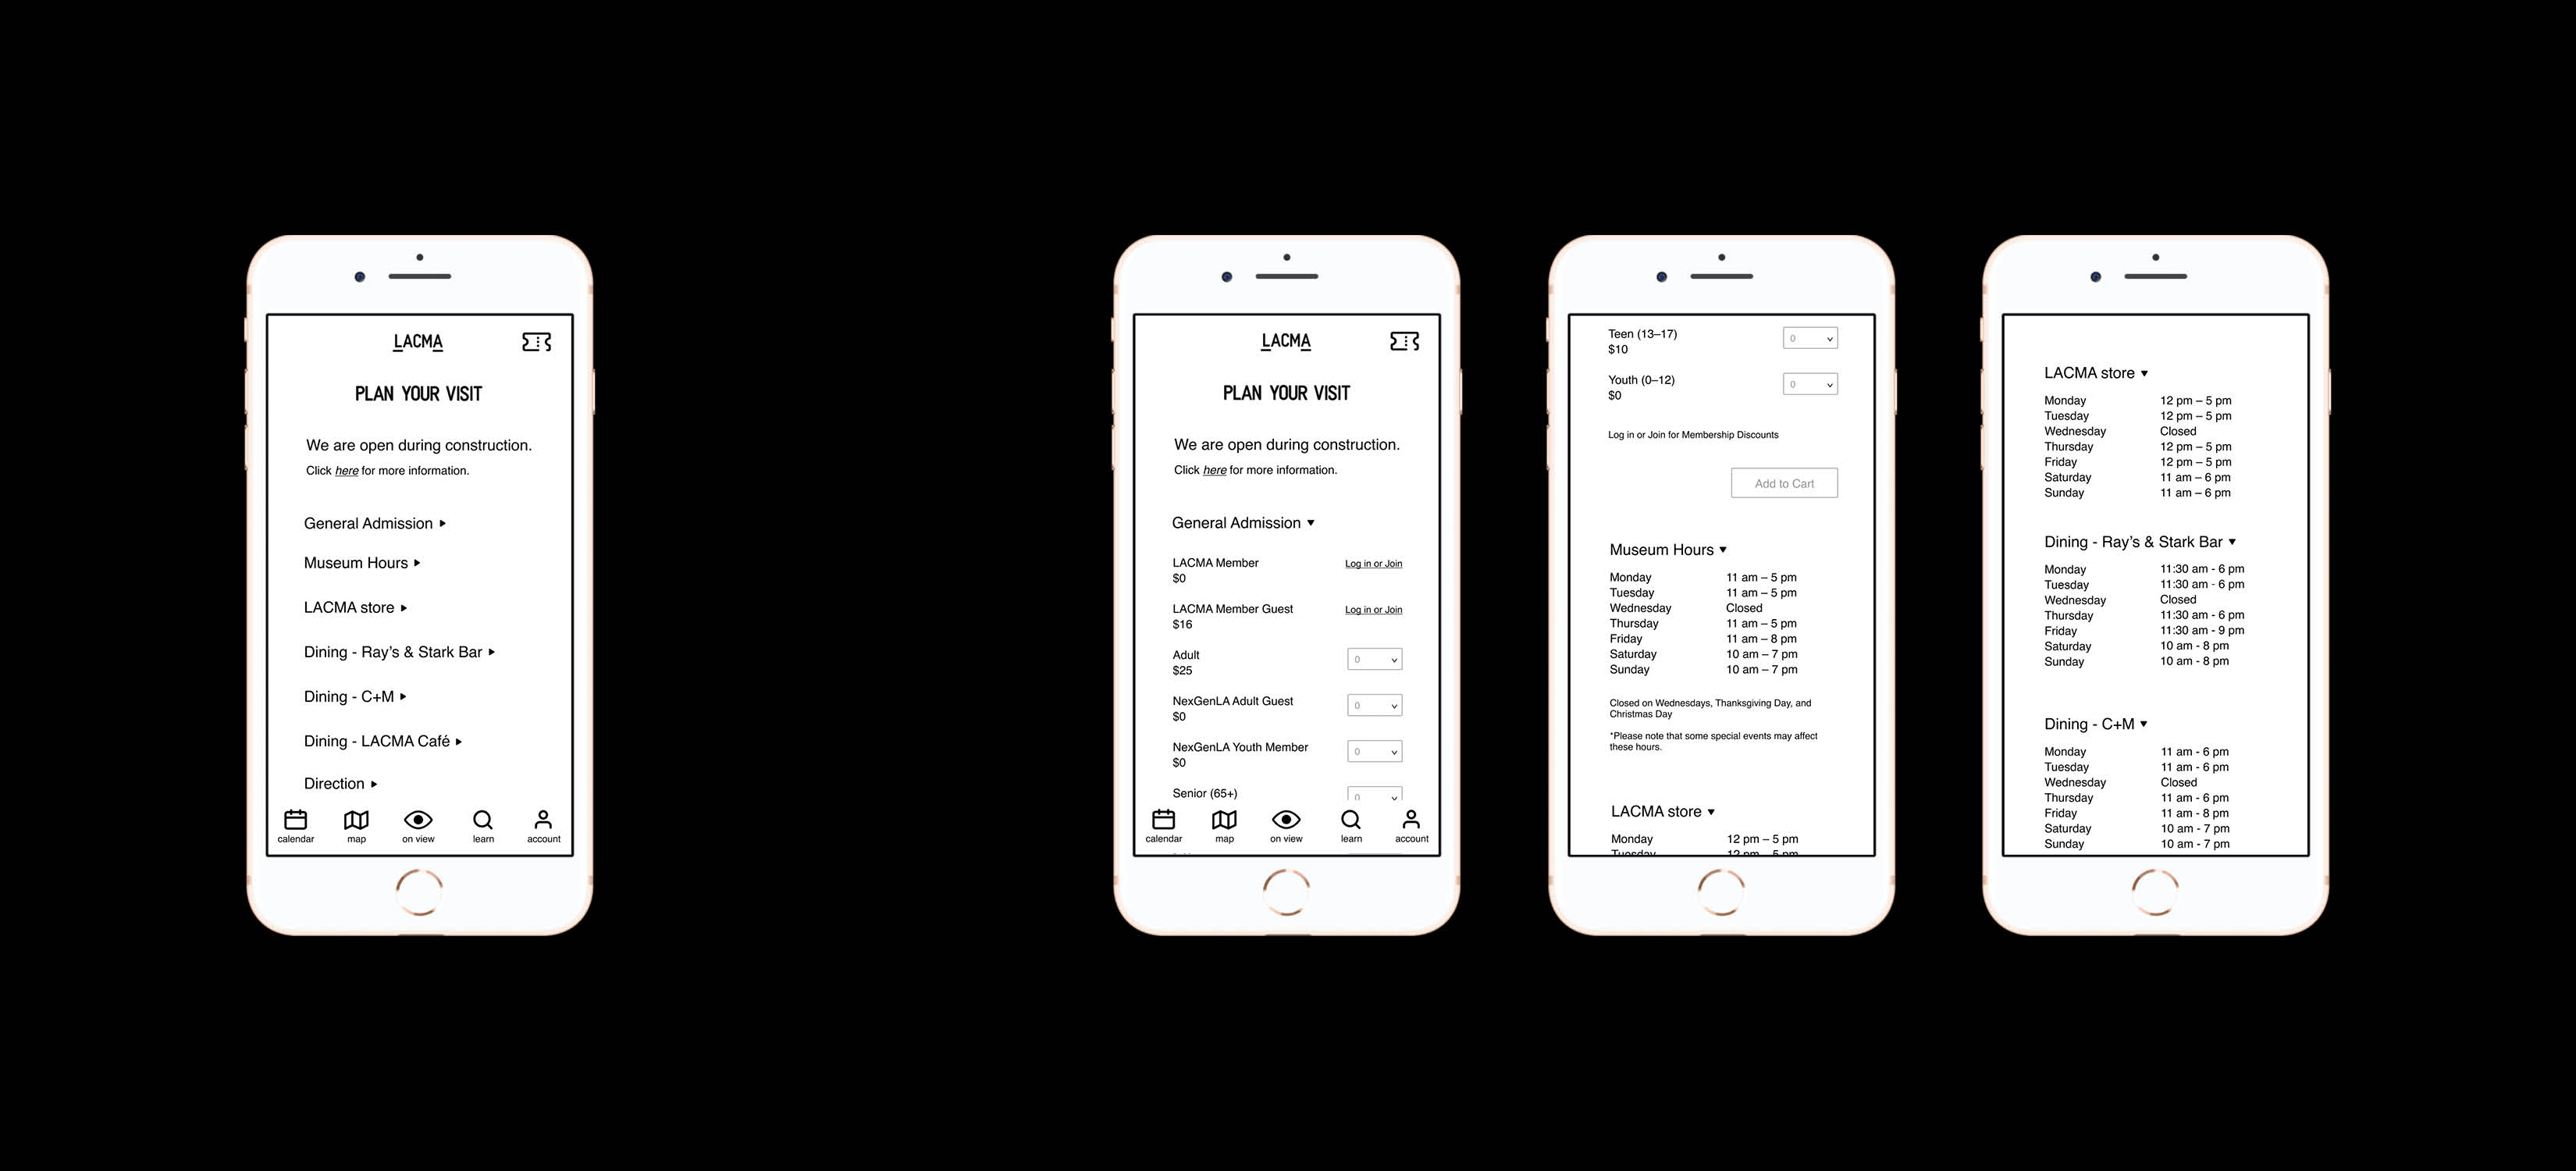 LACMA
PLAN YOUR VISIT
We are open during construction.
Click here for more information.
General Admission
Museum Hours
LACMA store
Dining - Ray's & Stark Bar
Dining - C+M
Dining - LACMA Café
Direction
calendar map on view learn account
LACMA
PLAN YOUR VISIT
We are open during construction.
Click here for more information.
General Admission
LACMA Member Log in or Join
$0
LACMA Member Guest Log in or Join
$16
Adult 0
$25
NexGenLA Adult Guest 0
$0
NexGenLA Youth Member 0
$0
Senior (65+) 0
calendar map on view learn account
Teen (13–17) 0
$10
Youth (0–12) 0
$0
Log in or Join for Membership Discounts
Add to Cart
Museum Hours
Monday 11 am – 5 pm
Tuesday 11 am – 5 pm
Wednesday Closed
Thursday 11 am – 5 pm
Friday 11 am – 8 pm
Saturday 10 am – 7 pm
Sunday 10 am – 7 pm
Closed on Wednesdays, Thanksgiving Day, and
Christmas Day
*Please note that some special events may affect
these hours.
LACMA store
Monday 12 pm – 5 pm
Tuesday 12 pm – 5 pm
LACMA store
Monday 12 pm – 5 pm
Tuesday 12 pm – 5 pm
Wednesday Closed
Thursday 12 pm – 5 pm
Friday 12 pm – 5 pm
Saturday 11 am – 6 pm
Sunday 11 am – 6 pm
Dining - Ray's & Stark Bar
Monday 11:30 am - 6 pm
Tuesday 11:30 am - 6 pm
Wednesday Closed
Thursday 11:30 am - 6 pm
Friday 11:30 am - 9 pm
Saturday 10 am - 8 pm
Sunday 10 am - 8 pm
Dining - C+M
Monday 11 am - 6 pm
Tuesday 11 am - 6 pm
Wednesday Closed
Thursday 11 am - 6 pm
Friday 11 am - 8 pm
Saturday 10 am - 7 pm
Sunday 10 am - 7 pm